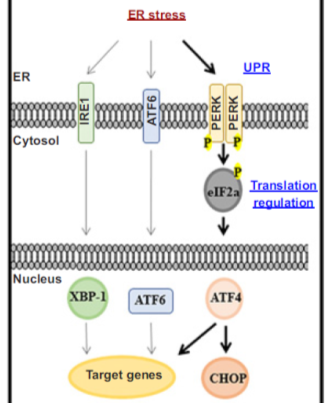 ER stress
UPR
ER
IRE1
ATF6
PERK
PERK
Cytosol
P
P
P
eIF2a
Translation
regulation
Nucleus
XBP-1
ATF6
ATF4
Target genes
CHOP